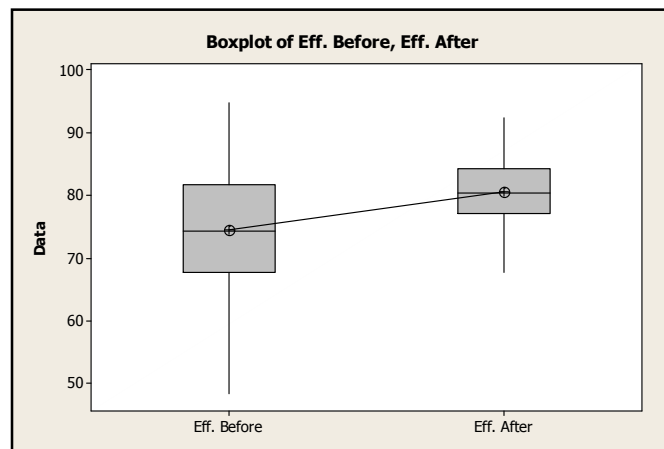 Boxplot of Eff. Before, Eff. After
100
90
80
70
60
50
Data
Eff. Before
Eff. After